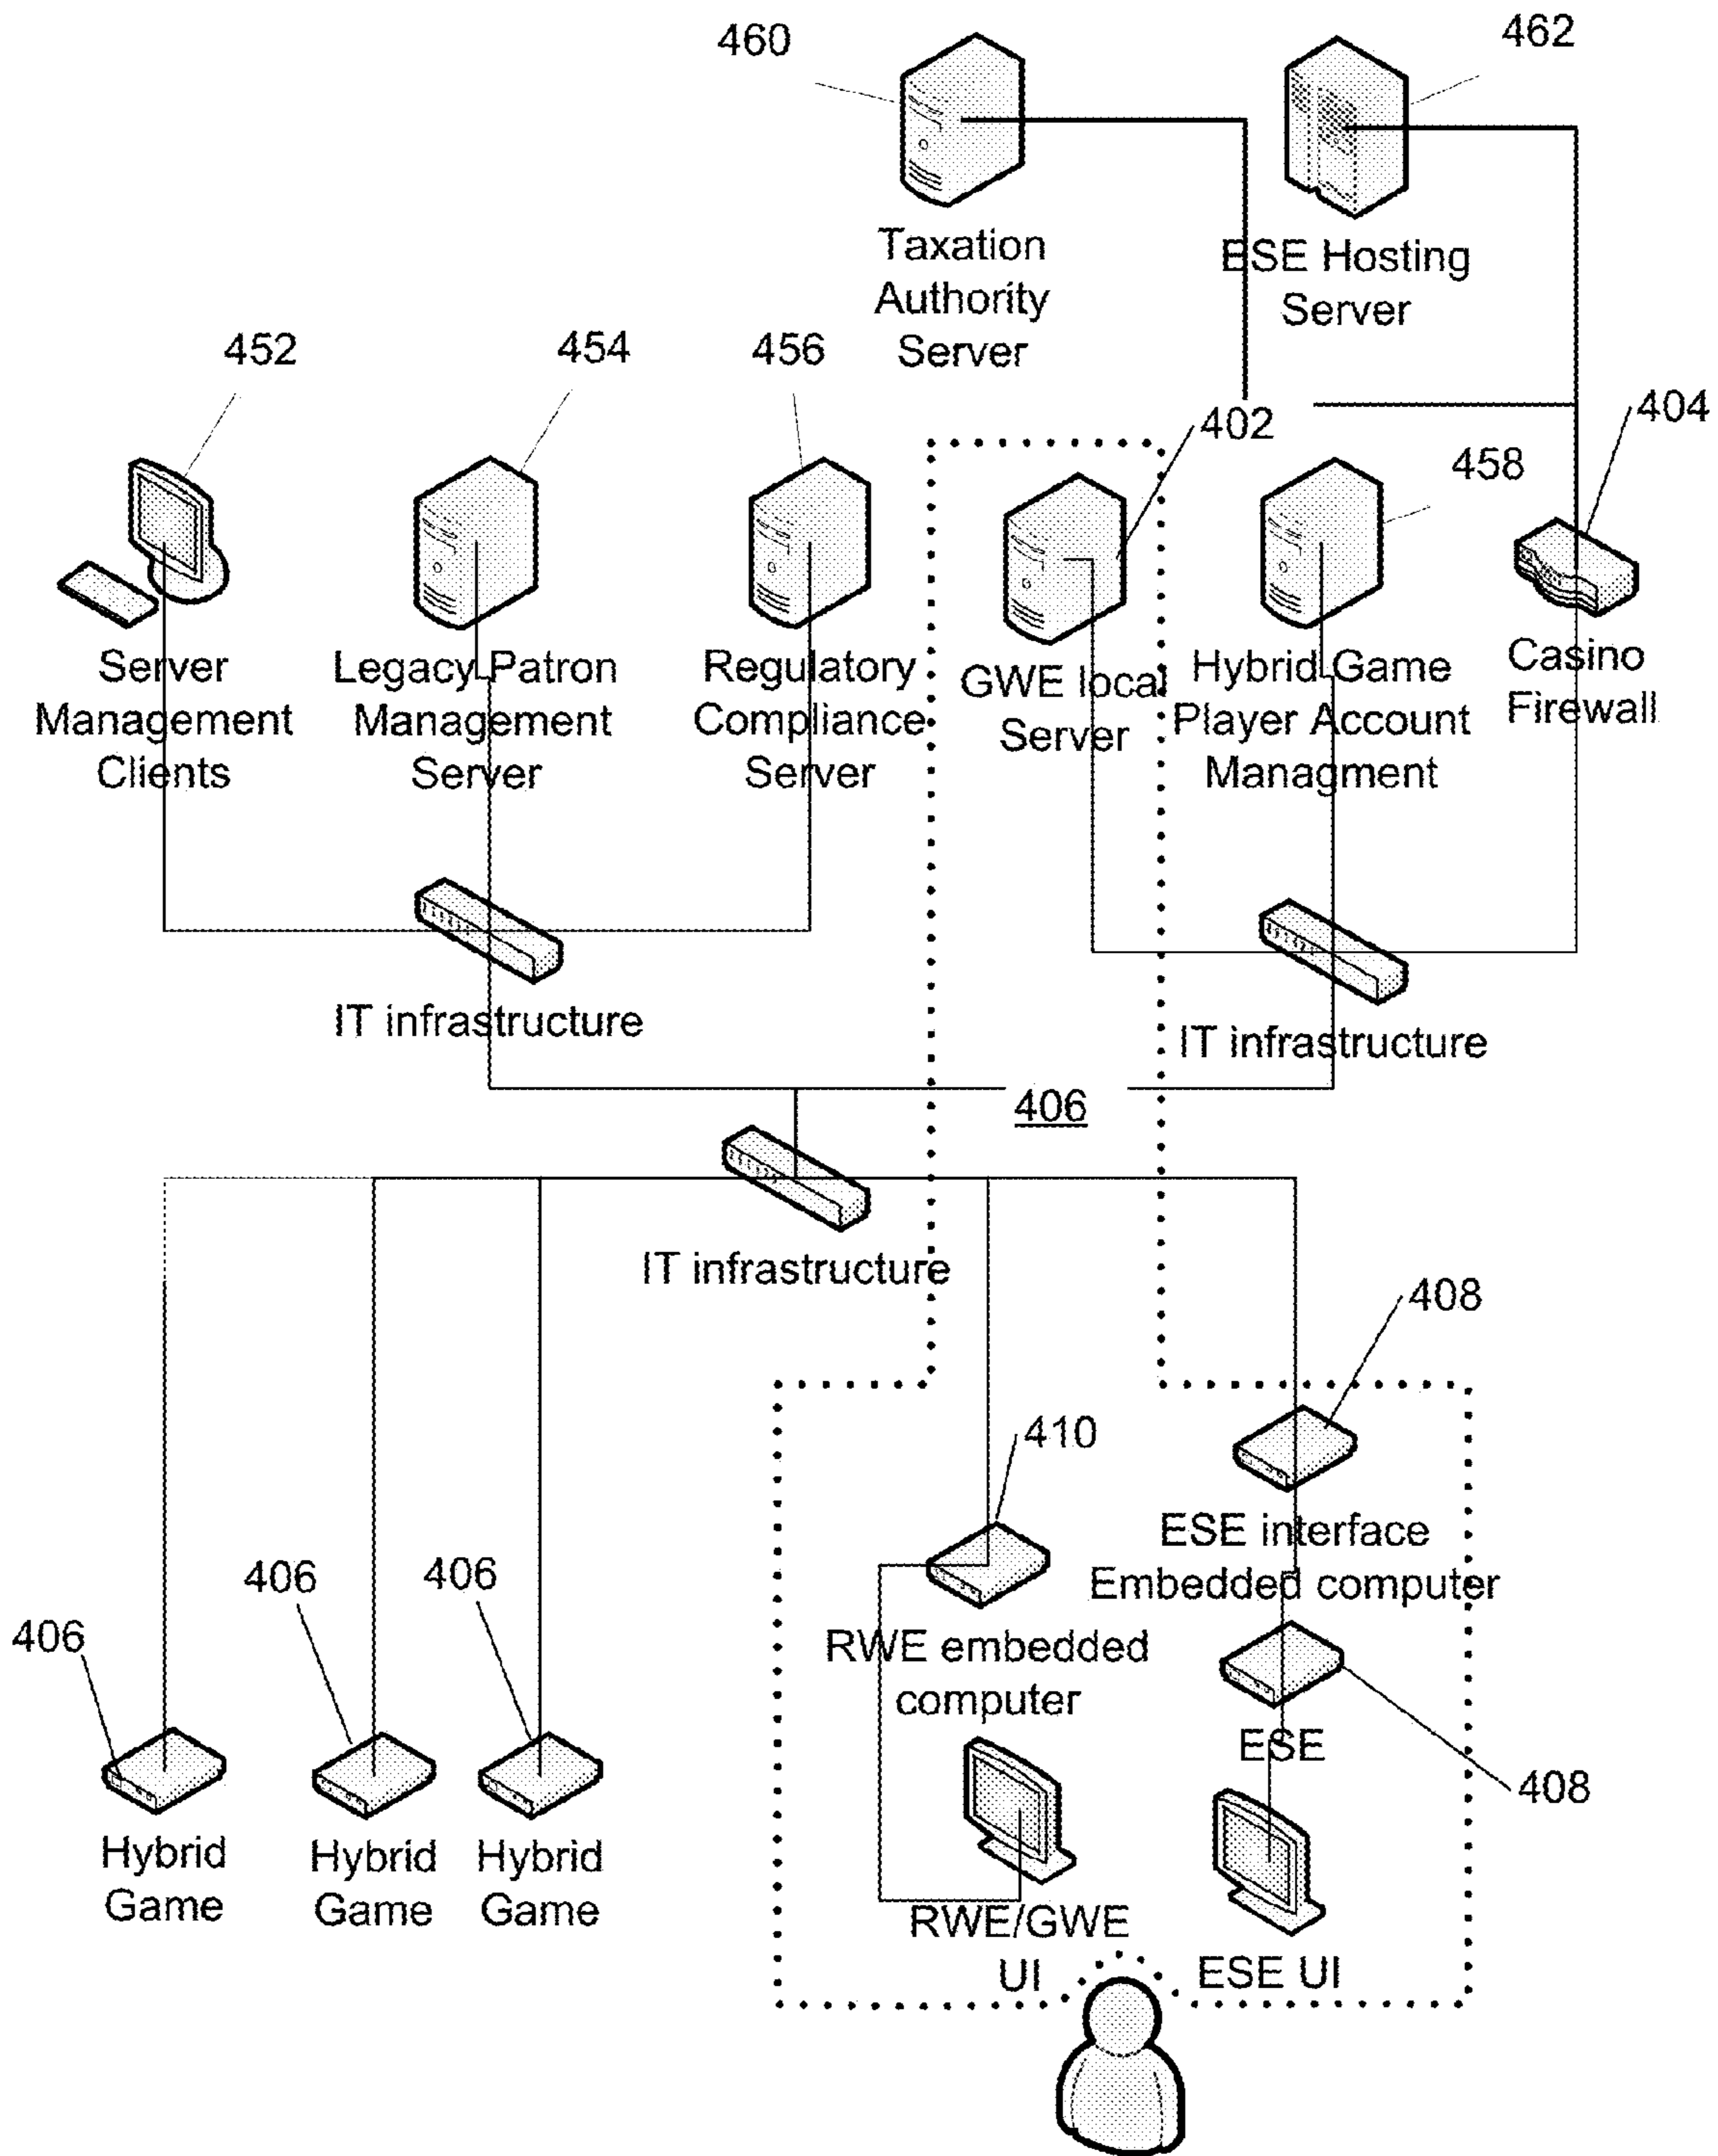 460
462
Taxation
Authority
Server
ESE Hosting
Server
452
454
456
402
404
458
Server
Management
Clients
Legacy Patron
Management
Server
Regulatory
Compliance
Server
GWE local
Server
Hybrid Game
Player Account
Managment
Casino
Firewall
IT infrastructure
IT infrastructure
406
IT infrastructure
408
410
ESE interface
Embedded computer
406
406
406
RWE embedded
computer
ESE
408
Hybrid
Game
Hybrid
Game
Hybrid
Game
RWE/GWE
UI
ESE UI